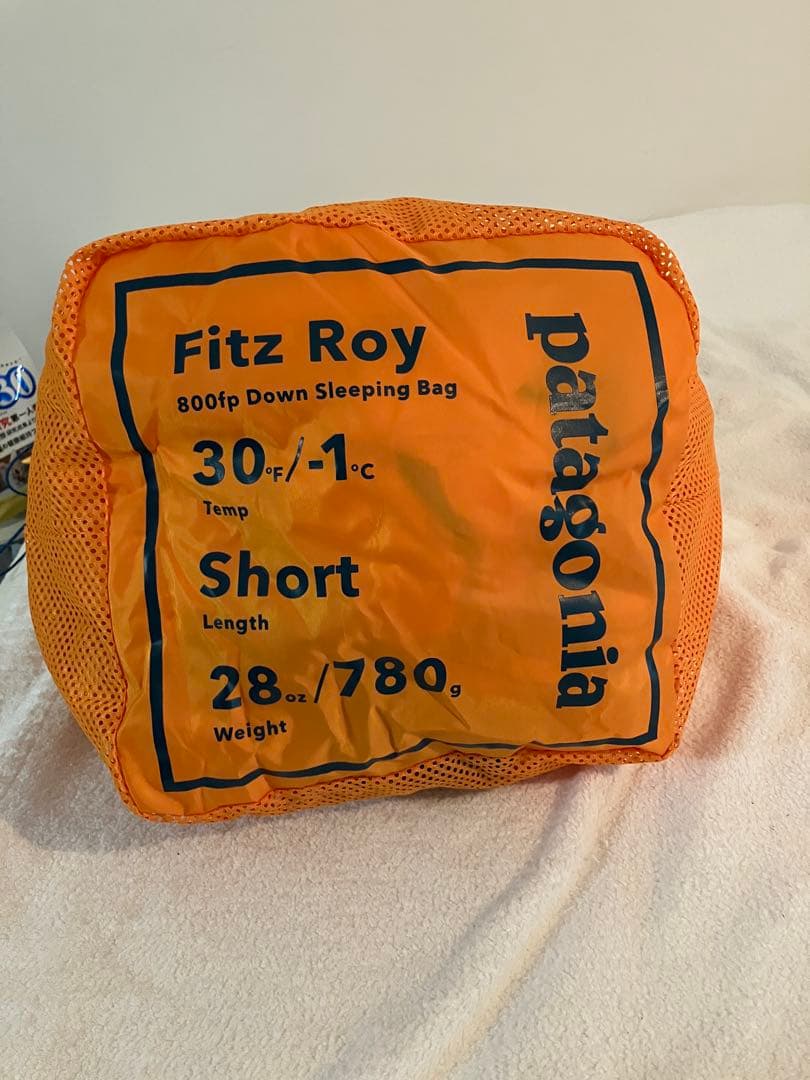 Fitz Roy
800fp Down Sleeping Bag
30°F/-1°C
Temp
Short
Length
28oz/780g
Weight
patagonia